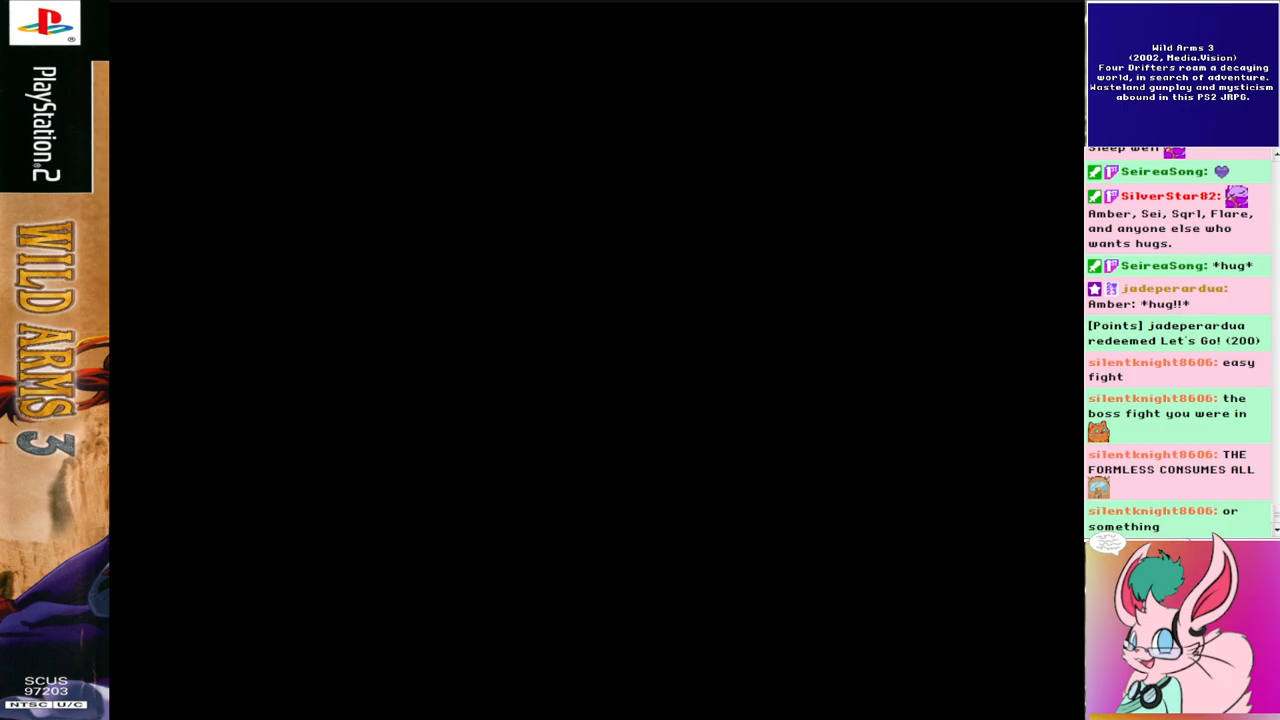 PlayStation®2
WILD ARMS 3
SCUS
97203
NTSC U/C
Wild Arms 3
(2002, Media.Vision)
Four Drifters roam a decaying
world, in search of adventure.
Wasteland gunplay and mysticism
abound in this PS2 JRPG.
sleep well
SeireaSong: 
SilverStar82:
Amber, Sei, Sqrl, Flare,
and anyone else who
wants hugs.
SeireaSong: *hug*
jadeperardua:
Amber: *hug!!*
[Points] jadeperardua
redeemed Let's Go! (200)
silentknight8606: easy
fight
silentknight8606: the
boss fight you were in
silentknight8606: THE
FORMLESS CONSUMES ALL
silentknight8606: or
something